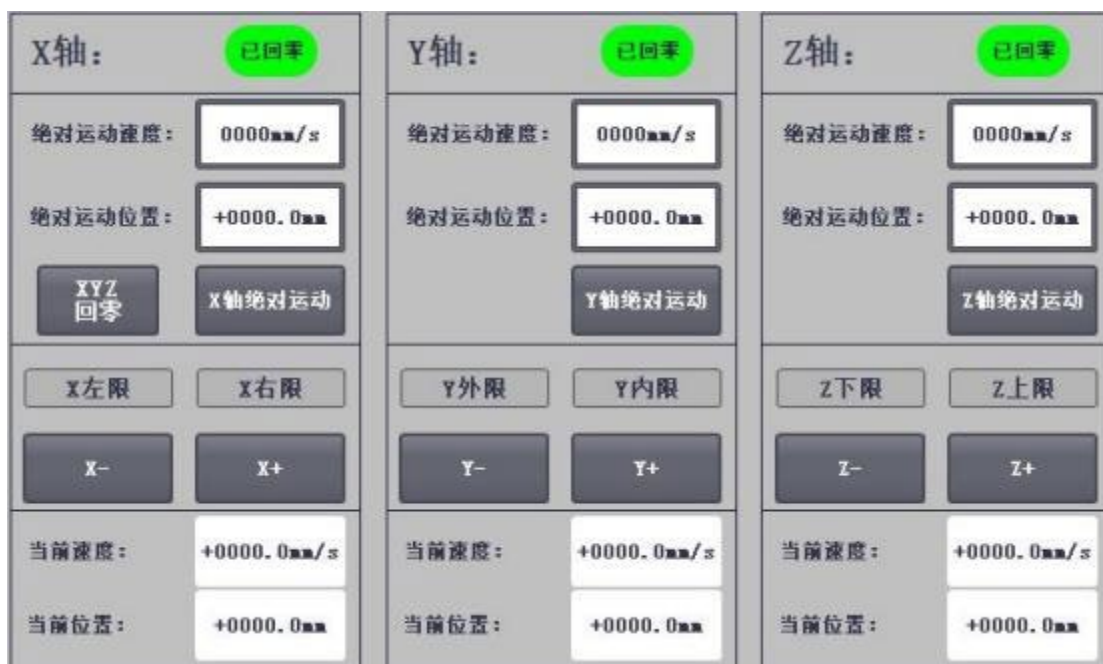 X轴： 已回零
绝对运动速度： 0000mm/s
绝对运动位置： +0000.0mm
XYZ
回零
X轴绝对运动
X左限 X右限
X- X+
当前速度： +0000.0mm/s
当前位置： +0000.0mm
Y轴： 已回零
绝对运动速度： 0000mm/s
绝对运动位置： +0000.0mm
Y轴绝对运动
Y外限 Y内限
Y- Y+
当前速度： +0000.0mm/s
当前位置： +0000.0mm
Z轴： 已回零
绝对运动速度： 0000mm/s
绝对运动位置： +0000.0mm
Z轴绝对运动
Z下限 Z上限
Z- Z+
当前速度： +0000.0mm/s
当前位置： +0000.0mm